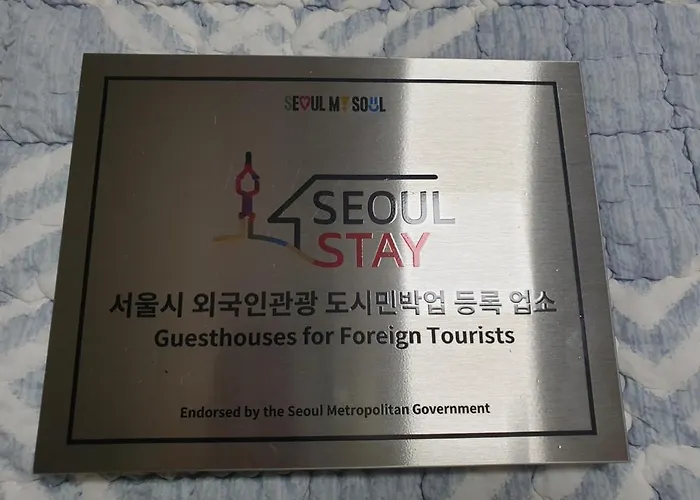 SEOUL MY SOUL
SEOUL
STAY
서울시 외국인관광 도시민박업 등록 업소
Guesthouses for Foreign Tourists
Endorsed by the Seoul Metropolitan Government